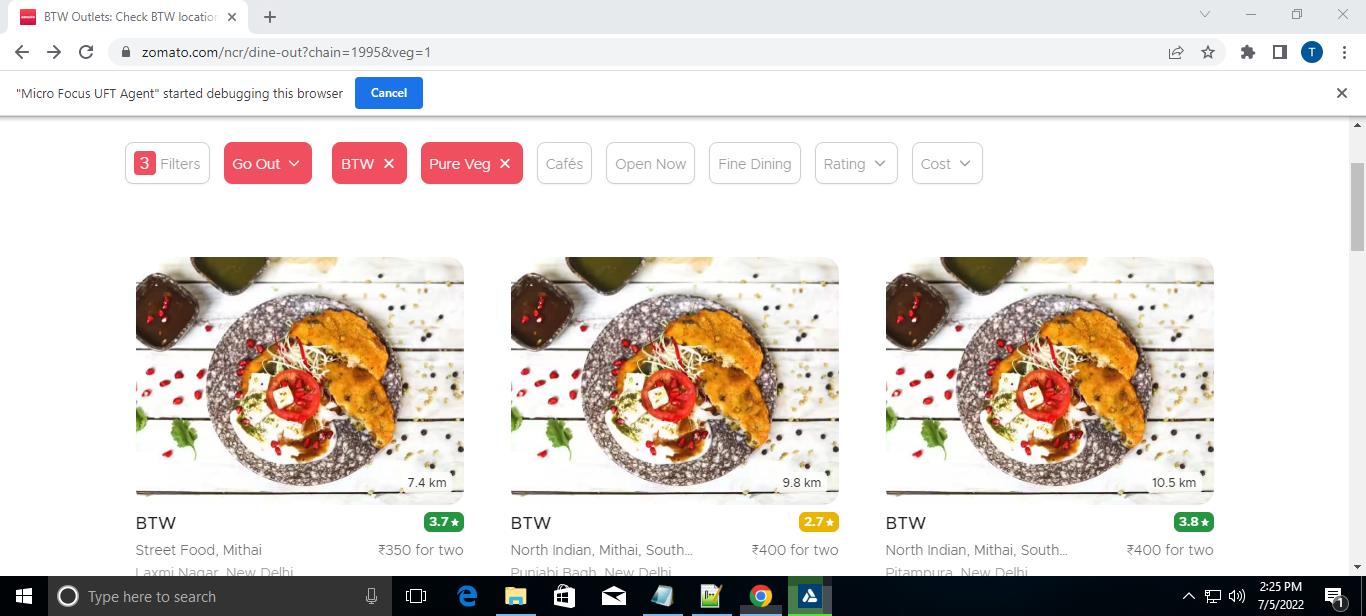 BTW Outlets: Check BTW location
zomato.com/ncr/dine-out?chain=1995&veg=1
T
"Micro Focus UFT Agent" started debugging this browser
Cancel
3 Filters
Go Out
BTW
Pure Veg
Cafés
Open Now
Fine Dining
Rating
Cost
7.4 km
9.8 km
10.5 km
BTW
3.7
BTW
2.7
BTW
3.8
Street Food, Mithai
₹350 for two
North Indian, Mithai, South...
₹400 for two
North Indian, Mithai, South...
₹400 for two
Laxmi Nagar, New Delhi
Punjabi Bagh, New Delhi
Pitampura, New Delhi
Type here to search
2:25 PM
7/5/2022
1